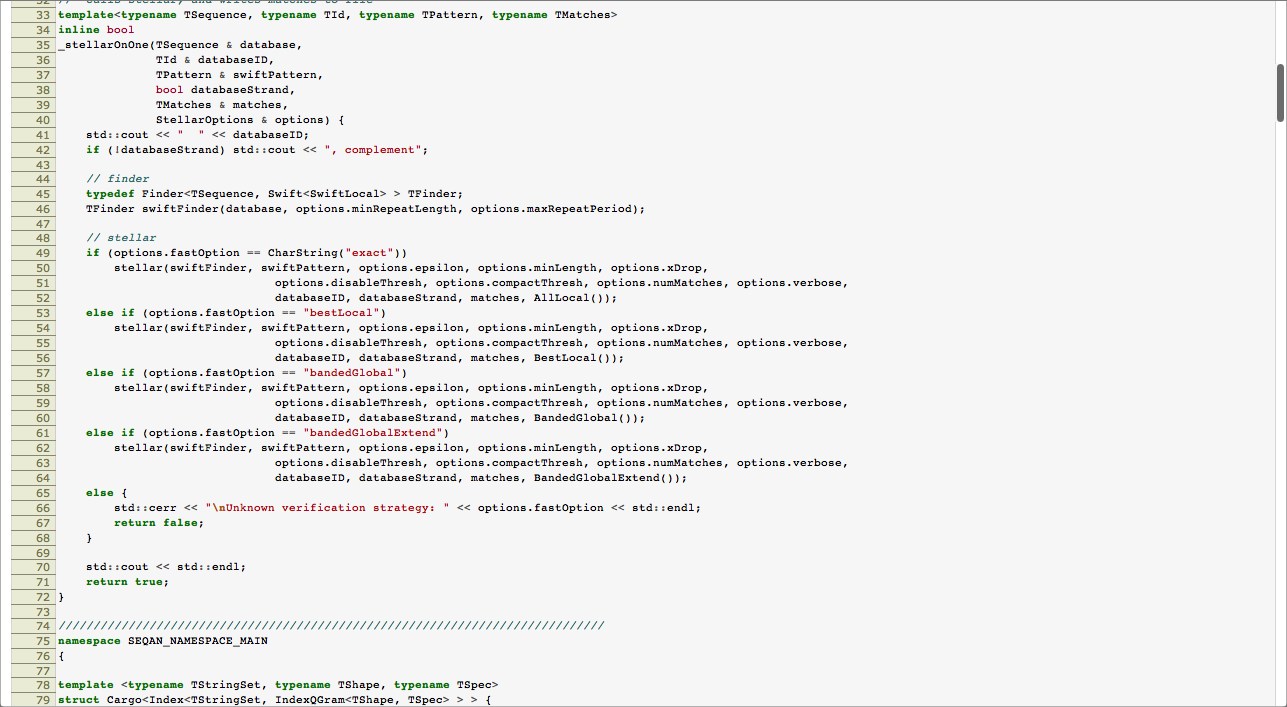 32 // Calls Stellar, and writes matches to file
33 template<typename TSequence, typename TId, typename TPattern, typename TMatches>
34 inline bool
35 _stellarOnOne(TSequence & database,
36               TId & databaseID,
37               TPattern & swiftPattern,
38               bool databaseStrand,
39               TMatches & matches,
40               StellarOptions & options) {
41     std::cout << "  " << databaseID;
42     if (!databaseStrand) std::cout << ", complement";
43
44     // finder
45     typedef Finder<TSequence, Swift<SwiftLocal> > TFinder;
46     TFinder swiftFinder(database, options.minRepeatLength, options.maxRepeatPeriod);
47
48     // stellar
49     if (options.fastOption == CharString("exact"))
50         stellar(swiftFinder, swiftPattern, options.epsilon, options.minLength, options.xDrop,
51                                options.disableThresh, options.compactThresh, options.numMatches, options.verbose,
52                                databaseID, databaseStrand, matches, AllLocal());
53     else if (options.fastOption == "bestLocal")
54         stellar(swiftFinder, swiftPattern, options.epsilon, options.minLength, options.xDrop,
55                                options.disableThresh, options.compactThresh, options.numMatches, options.verbose,
56                                databaseID, databaseStrand, matches, BestLocal());
57     else if (options.fastOption == "bandedGlobal")
58         stellar(swiftFinder, swiftPattern, options.epsilon, options.minLength, options.xDrop,
59                                options.disableThresh, options.compactThresh, options.numMatches, options.verbose,
60                                databaseID, databaseStrand, matches, BandedGlobal());
61     else if (options.fastOption == "bandedGlobalExtend")
62         stellar(swiftFinder, swiftPattern, options.epsilon, options.minLength, options.xDrop,
63                                options.disableThresh, options.compactThresh, options.numMatches, options.verbose,
64                                databaseID, databaseStrand, matches, BandedGlobalExtend());
65     else {
66         std::cerr << "\nUnknown verification strategy: " << options.fastOption << std::endl;
67         return false;
68     }
69
70     std::cout << std::endl;
71     return true;
72 }
73
74 //////////////////////////////////////////////////////////////////////////////
75 namespace SEQAN_NAMESPACE_MAIN
76 {
77
78 template <typename TStringSet, typename TShape, typename TSpec>
79 struct Cargo<Index<TStringSet, IndexQGram<TShape, TSpec> > > {